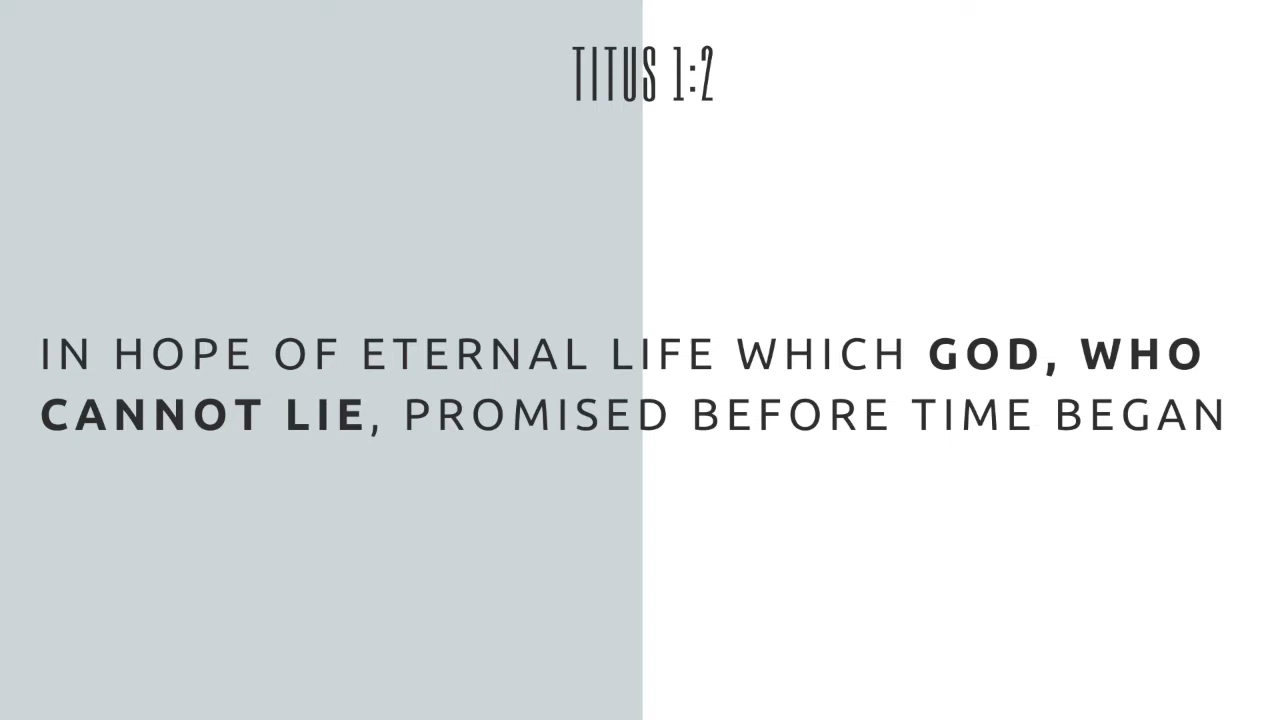 TITUS 1:2
IN HOPE OF ETERNAL LIFE WHICH GOD, WHO
CANNOT LIE, PROMISED BEFORE TIME BEGAN